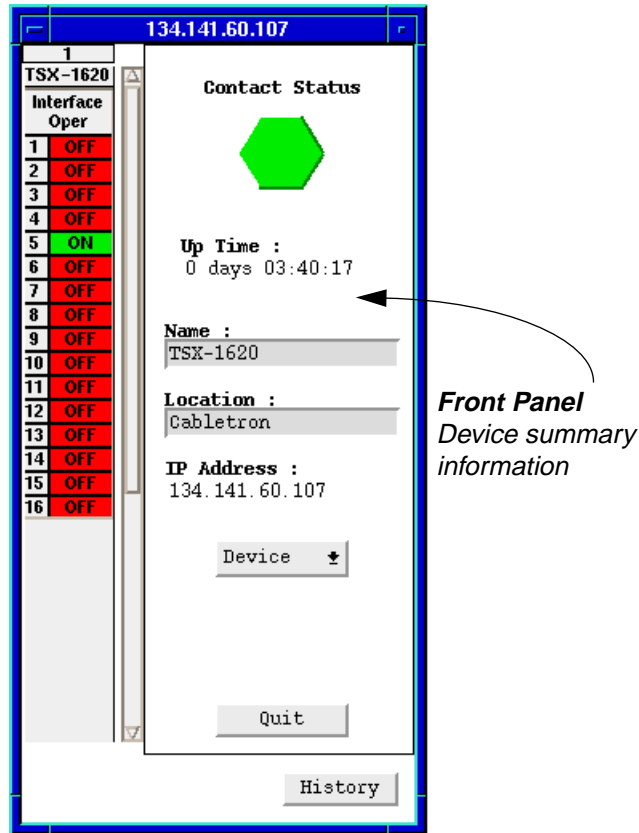 134.141.60.107
1
TSX-1620
Interface
Oper
1 OFF
2 OFF
3 OFF
4 OFF
5 ON
6 OFF
7 OFF
8 OFF
9 OFF
10 OFF
11 OFF
12 OFF
13 OFF
14 OFF
15 OFF
16 OFF
Contact Status
Up Time :
0 days 03:40:17
Name :
TSX-1620
Location :
Cabletron
IP Address :
134.141.60.107
Device
Quit
History
Front Panel
Device summary
information